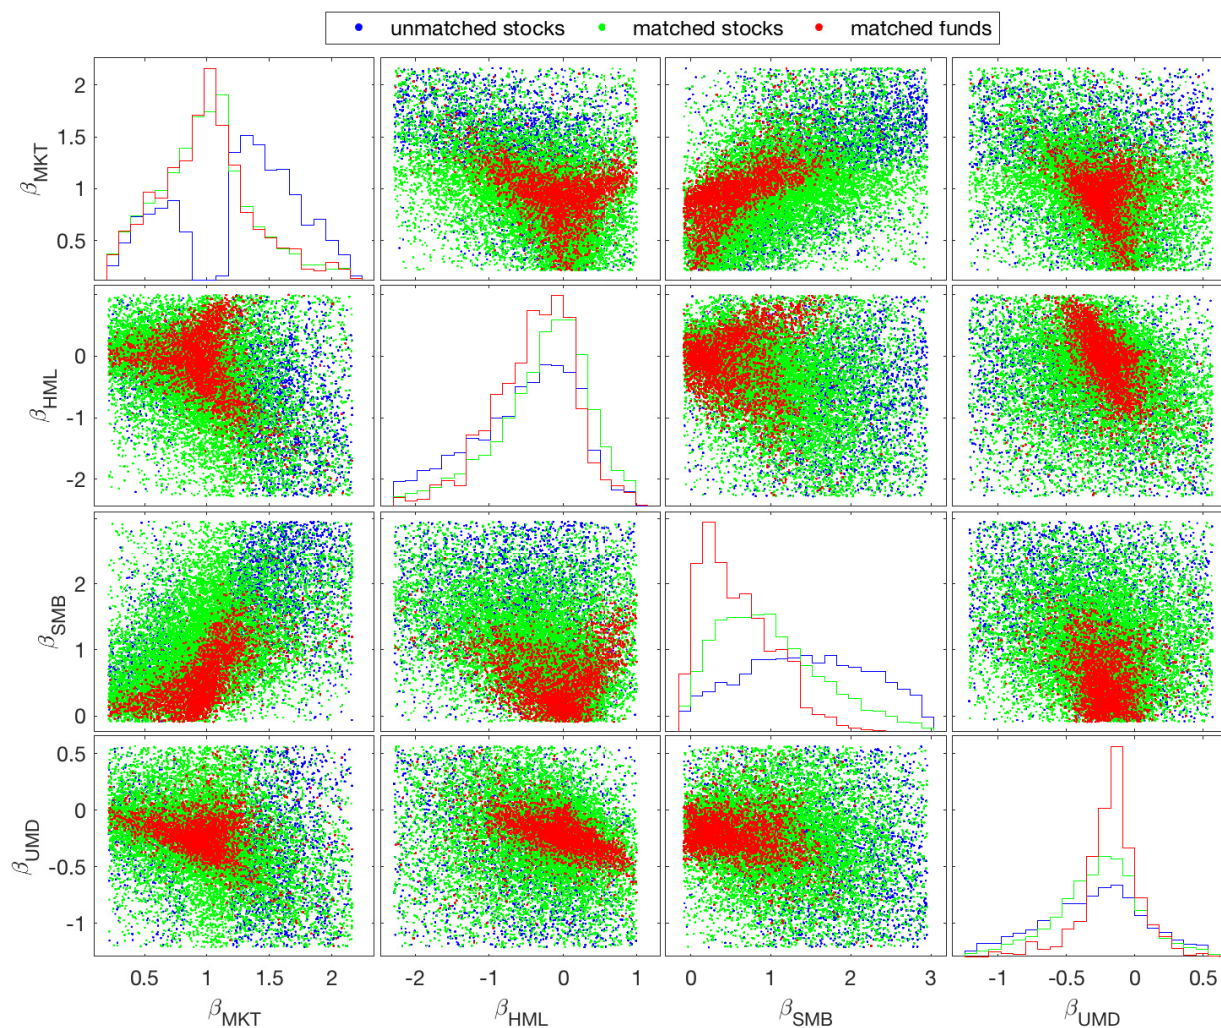 unmatched stocks matched stocks matched funds
2
1.5
1
0.5
β_MKT
0
-1
-2
β_HML
2
1
0
β_SMB
0.5
0
-0.5
-1
β_UMD
0.5 1 1.5 2 -2 -1 0 1 0 1 2 3 -1 -0.5 0 0.5
β_MKT β_HML β_SMB β_UMD